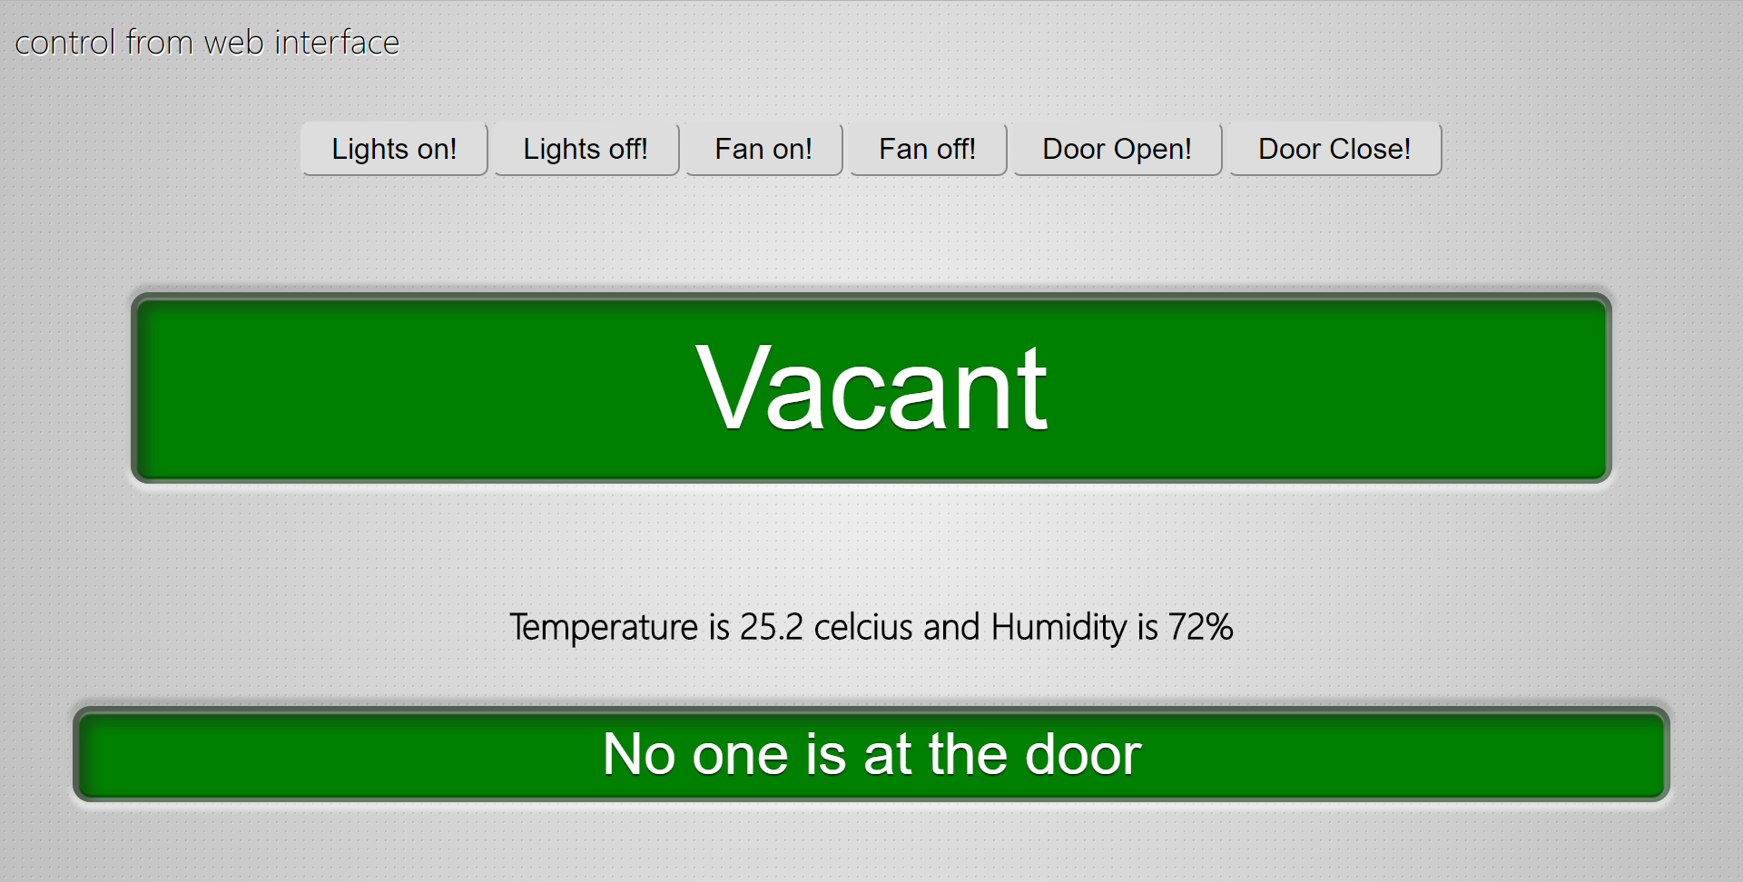 control from web interface
Lights on! Lights off! Fan on! Fan off! Door Open! Door Close!
Vacant
Temperature is 25.2 celcius and Humidity is 72%
No one is at the door